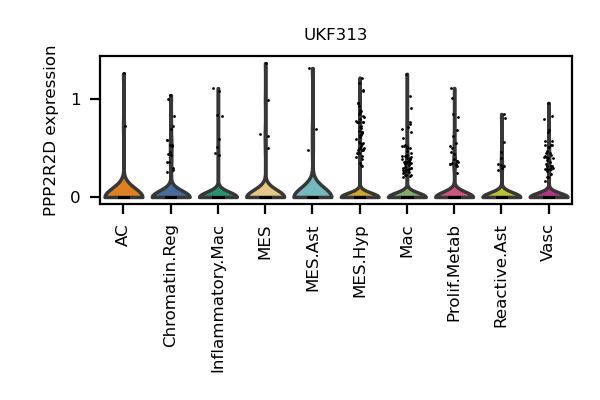 UKF313
PPP2R2D expression
1
0
AC
Chromatin.Reg
Inflammatory.Mac
MES
MES.Ast
MES.Hyp
Mac
Prolif.Metab
Reactive.Ast
Vasc